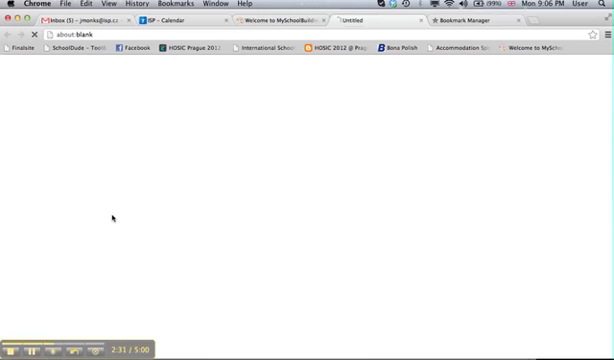 Chrome File Edit View History Bookmarks Window Help (99%) Mon 9:06 PM User
Inbox (5) – jmonks@isp.cz ISP – Calendar Welcome to MySchoolBuildin Untitled Bookmark Manager
about:blank
Finalsite SchoolDude – Tooth Facebook HOSIC Prague 2012 International School HOSIC 2012 @ Prag Bona Polish Accommodation Sp Welcome to MySch
2:31 / 5:00